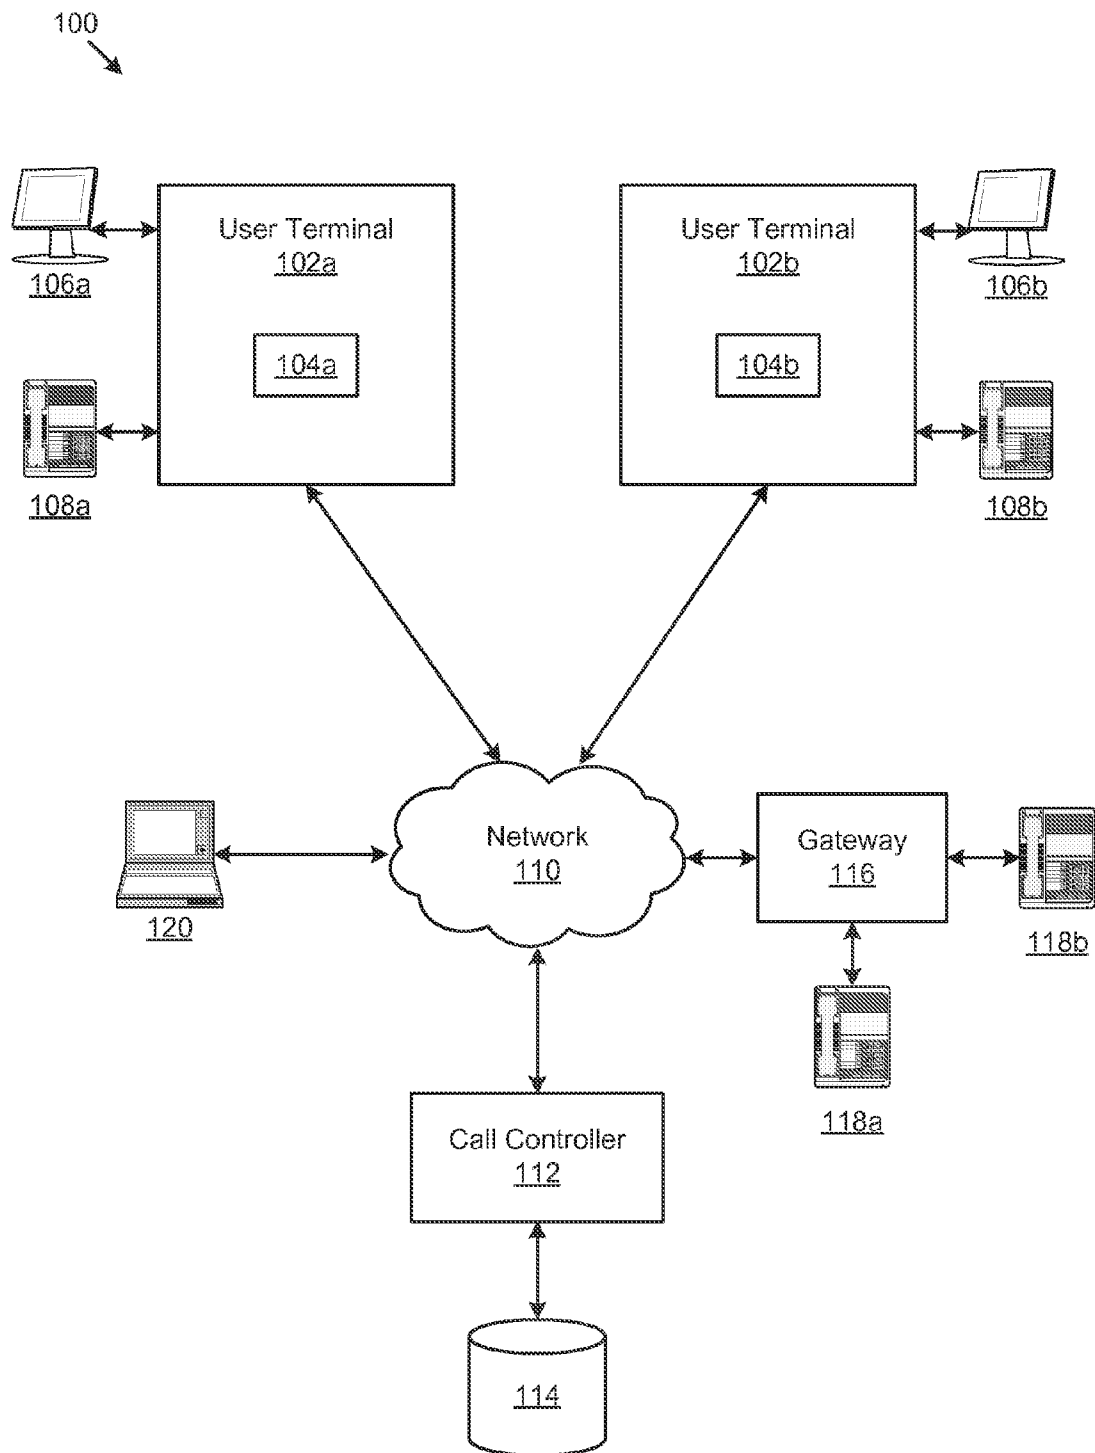 100
User Terminal
102a
User Terminal
102b
106a
106b
104a
104b
108a
108b
Network
110
Gateway
116
120
118b
118a
Call Controller
112
114